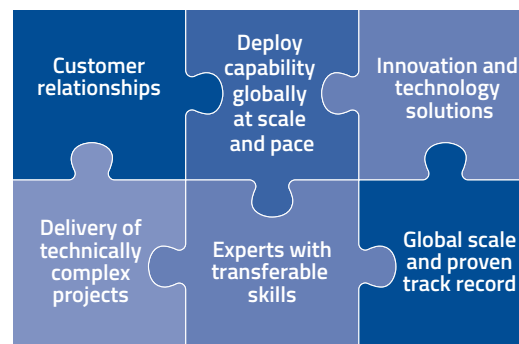 Customer
relationships
Deploy
capability
globally
at scale
and pace
Innovation and
technology
solutions
Delivery of
technically
complex
projects
Experts with
transferable
skills
Global scale
and proven
track record